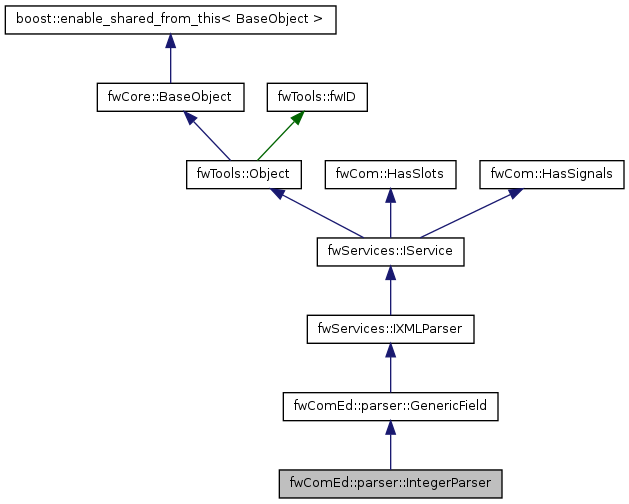 boost::enable_shared_from_this< BaseObject >
fwCore::BaseObject
fwTools::fwID
fwTools::Object
fwCom::HasSlots
fwCom::HasSignals
fwServices::IService
fwServices::IXMLParser
fwComEd::parser::GenericField
fwComEd::parser::IntegerParser